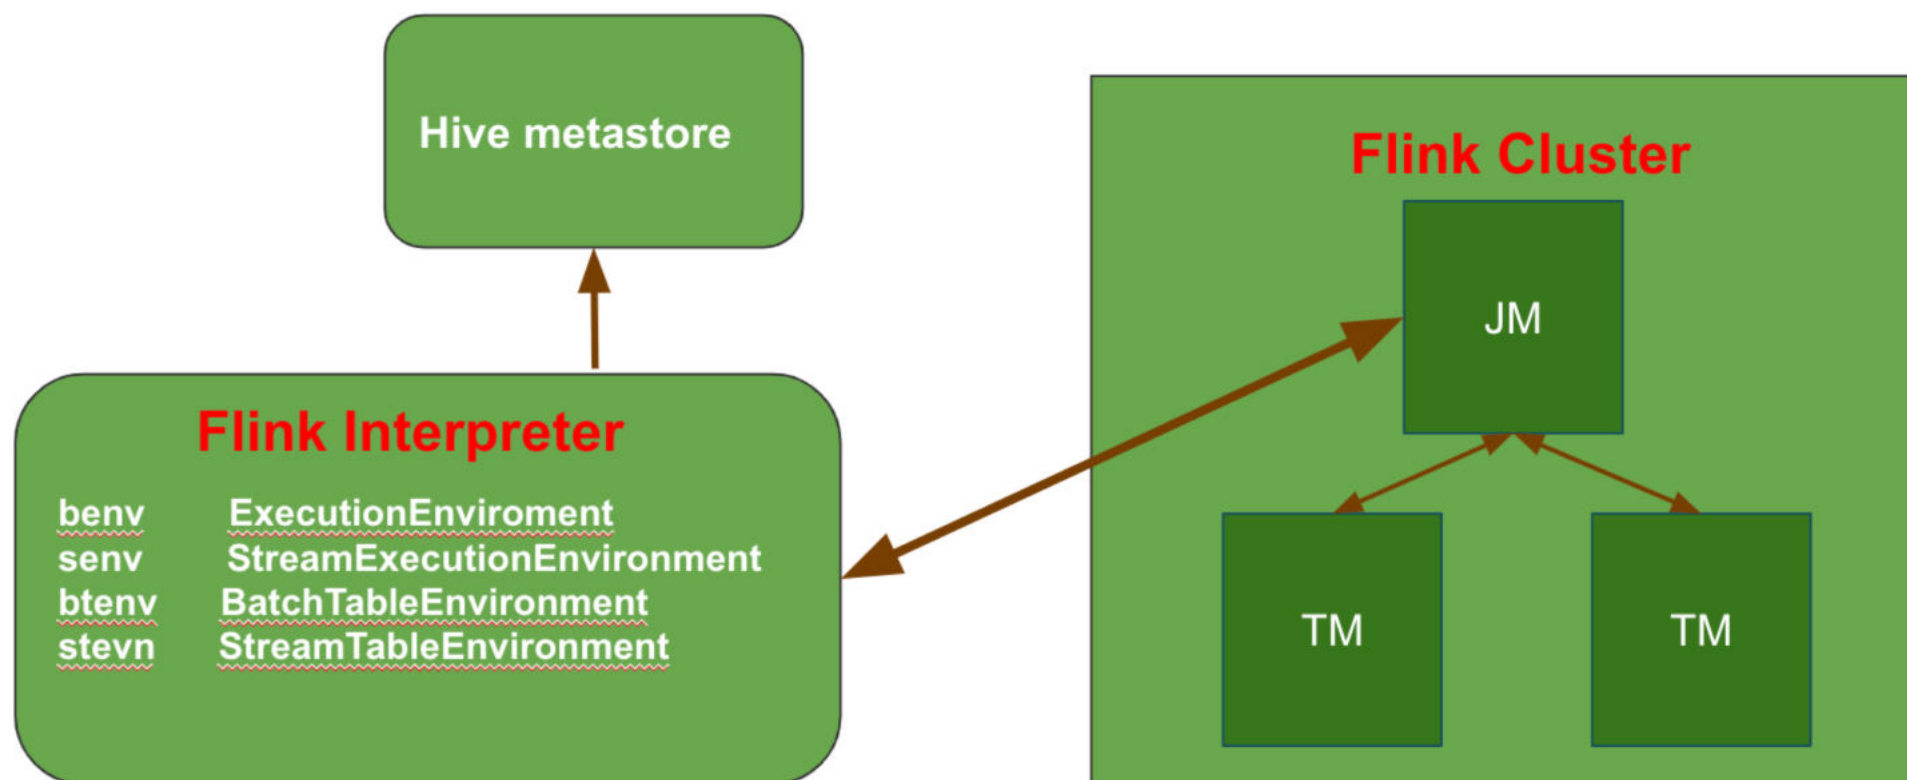 Hive metastore
Flink Interpreter
benv ExecutionEnviroment
senv StreamExecutionEnvironment
btenv BatchTableEnvironment
stevn StreamTableEnvironment
Flink Cluster
JM
TM
TM